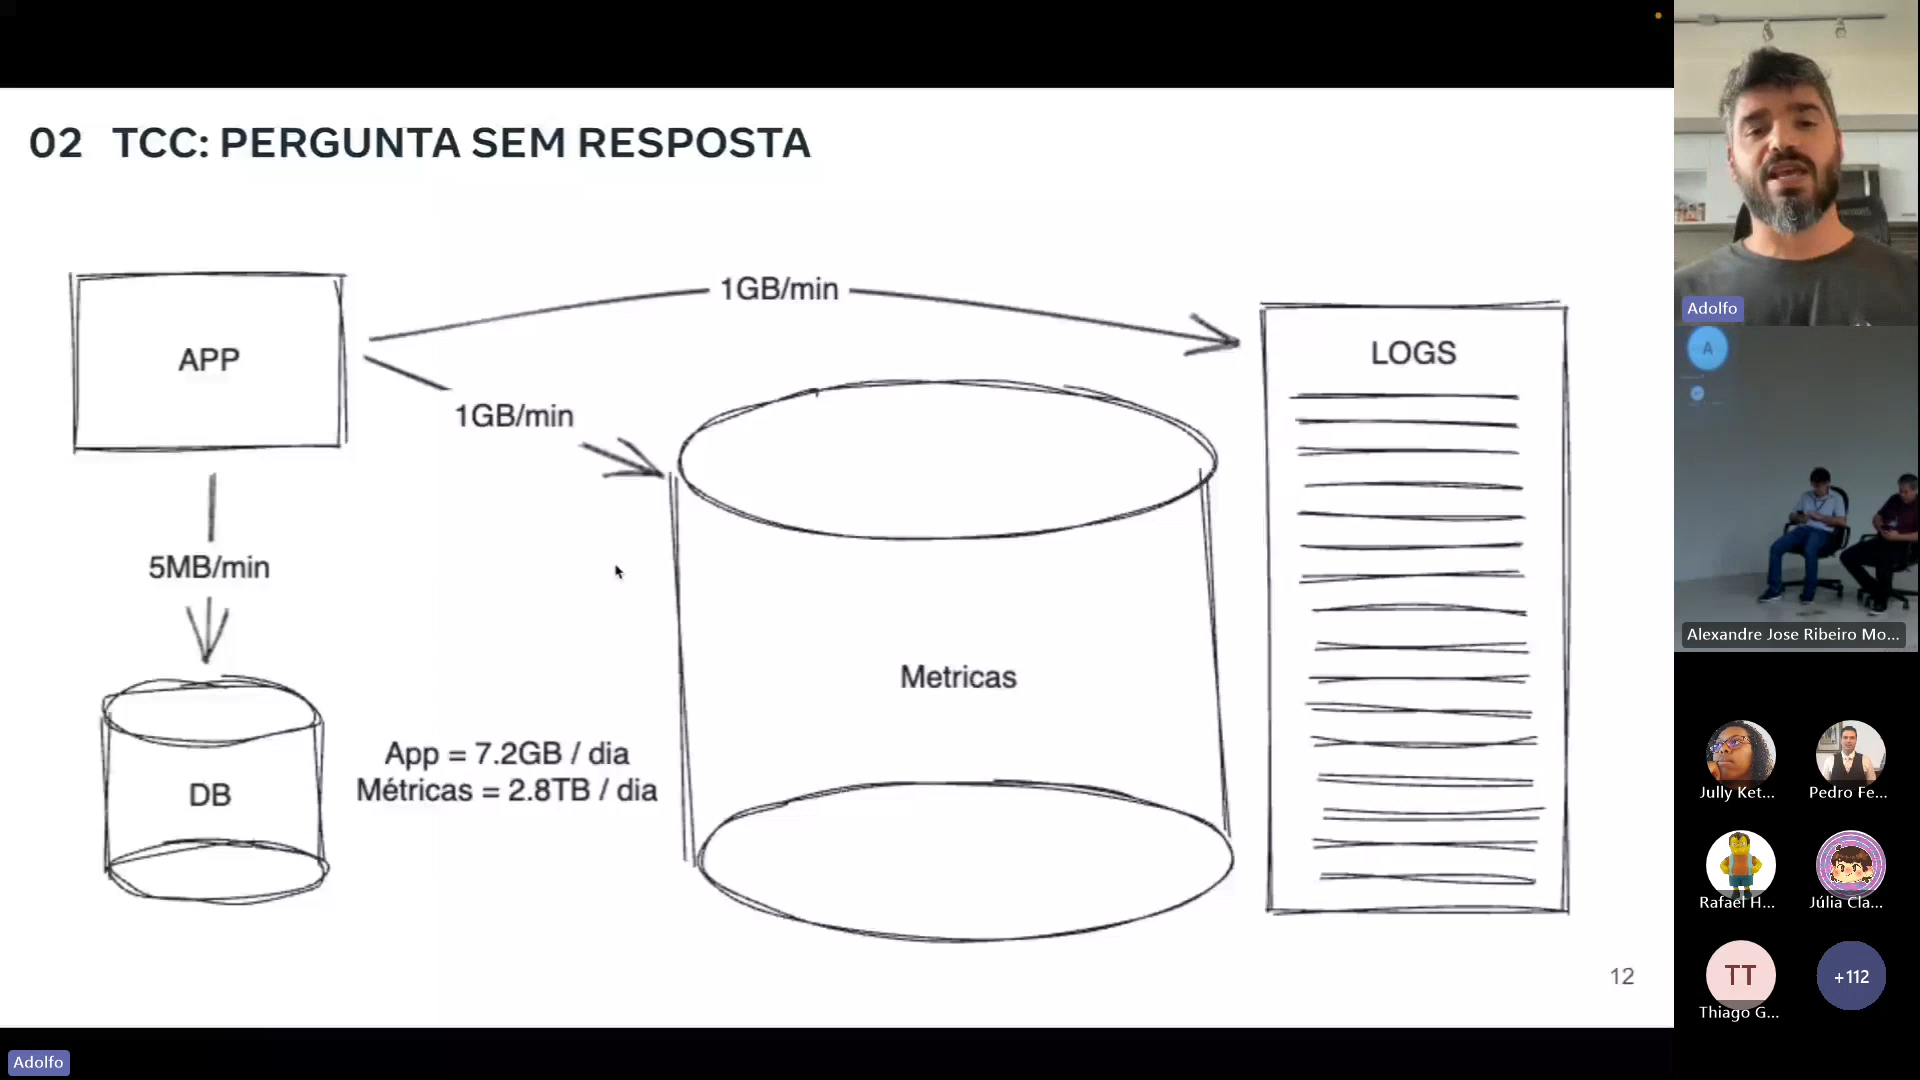 02 TCC: PERGUNTA SEM RESPOSTA
APP
1GB/min
1GB/min
5MB/min
DB
App = 7.2GB / dia
Métricas = 2.8TB / dia
Metricas
LOGS
12
Adolfo
Adolfo
A
Alexandre Jose Ribeiro Mo...
Jully Ket...
Pedro Fe...
Rafael H...
Júlia Cla...
TT
Thiago G...
+112